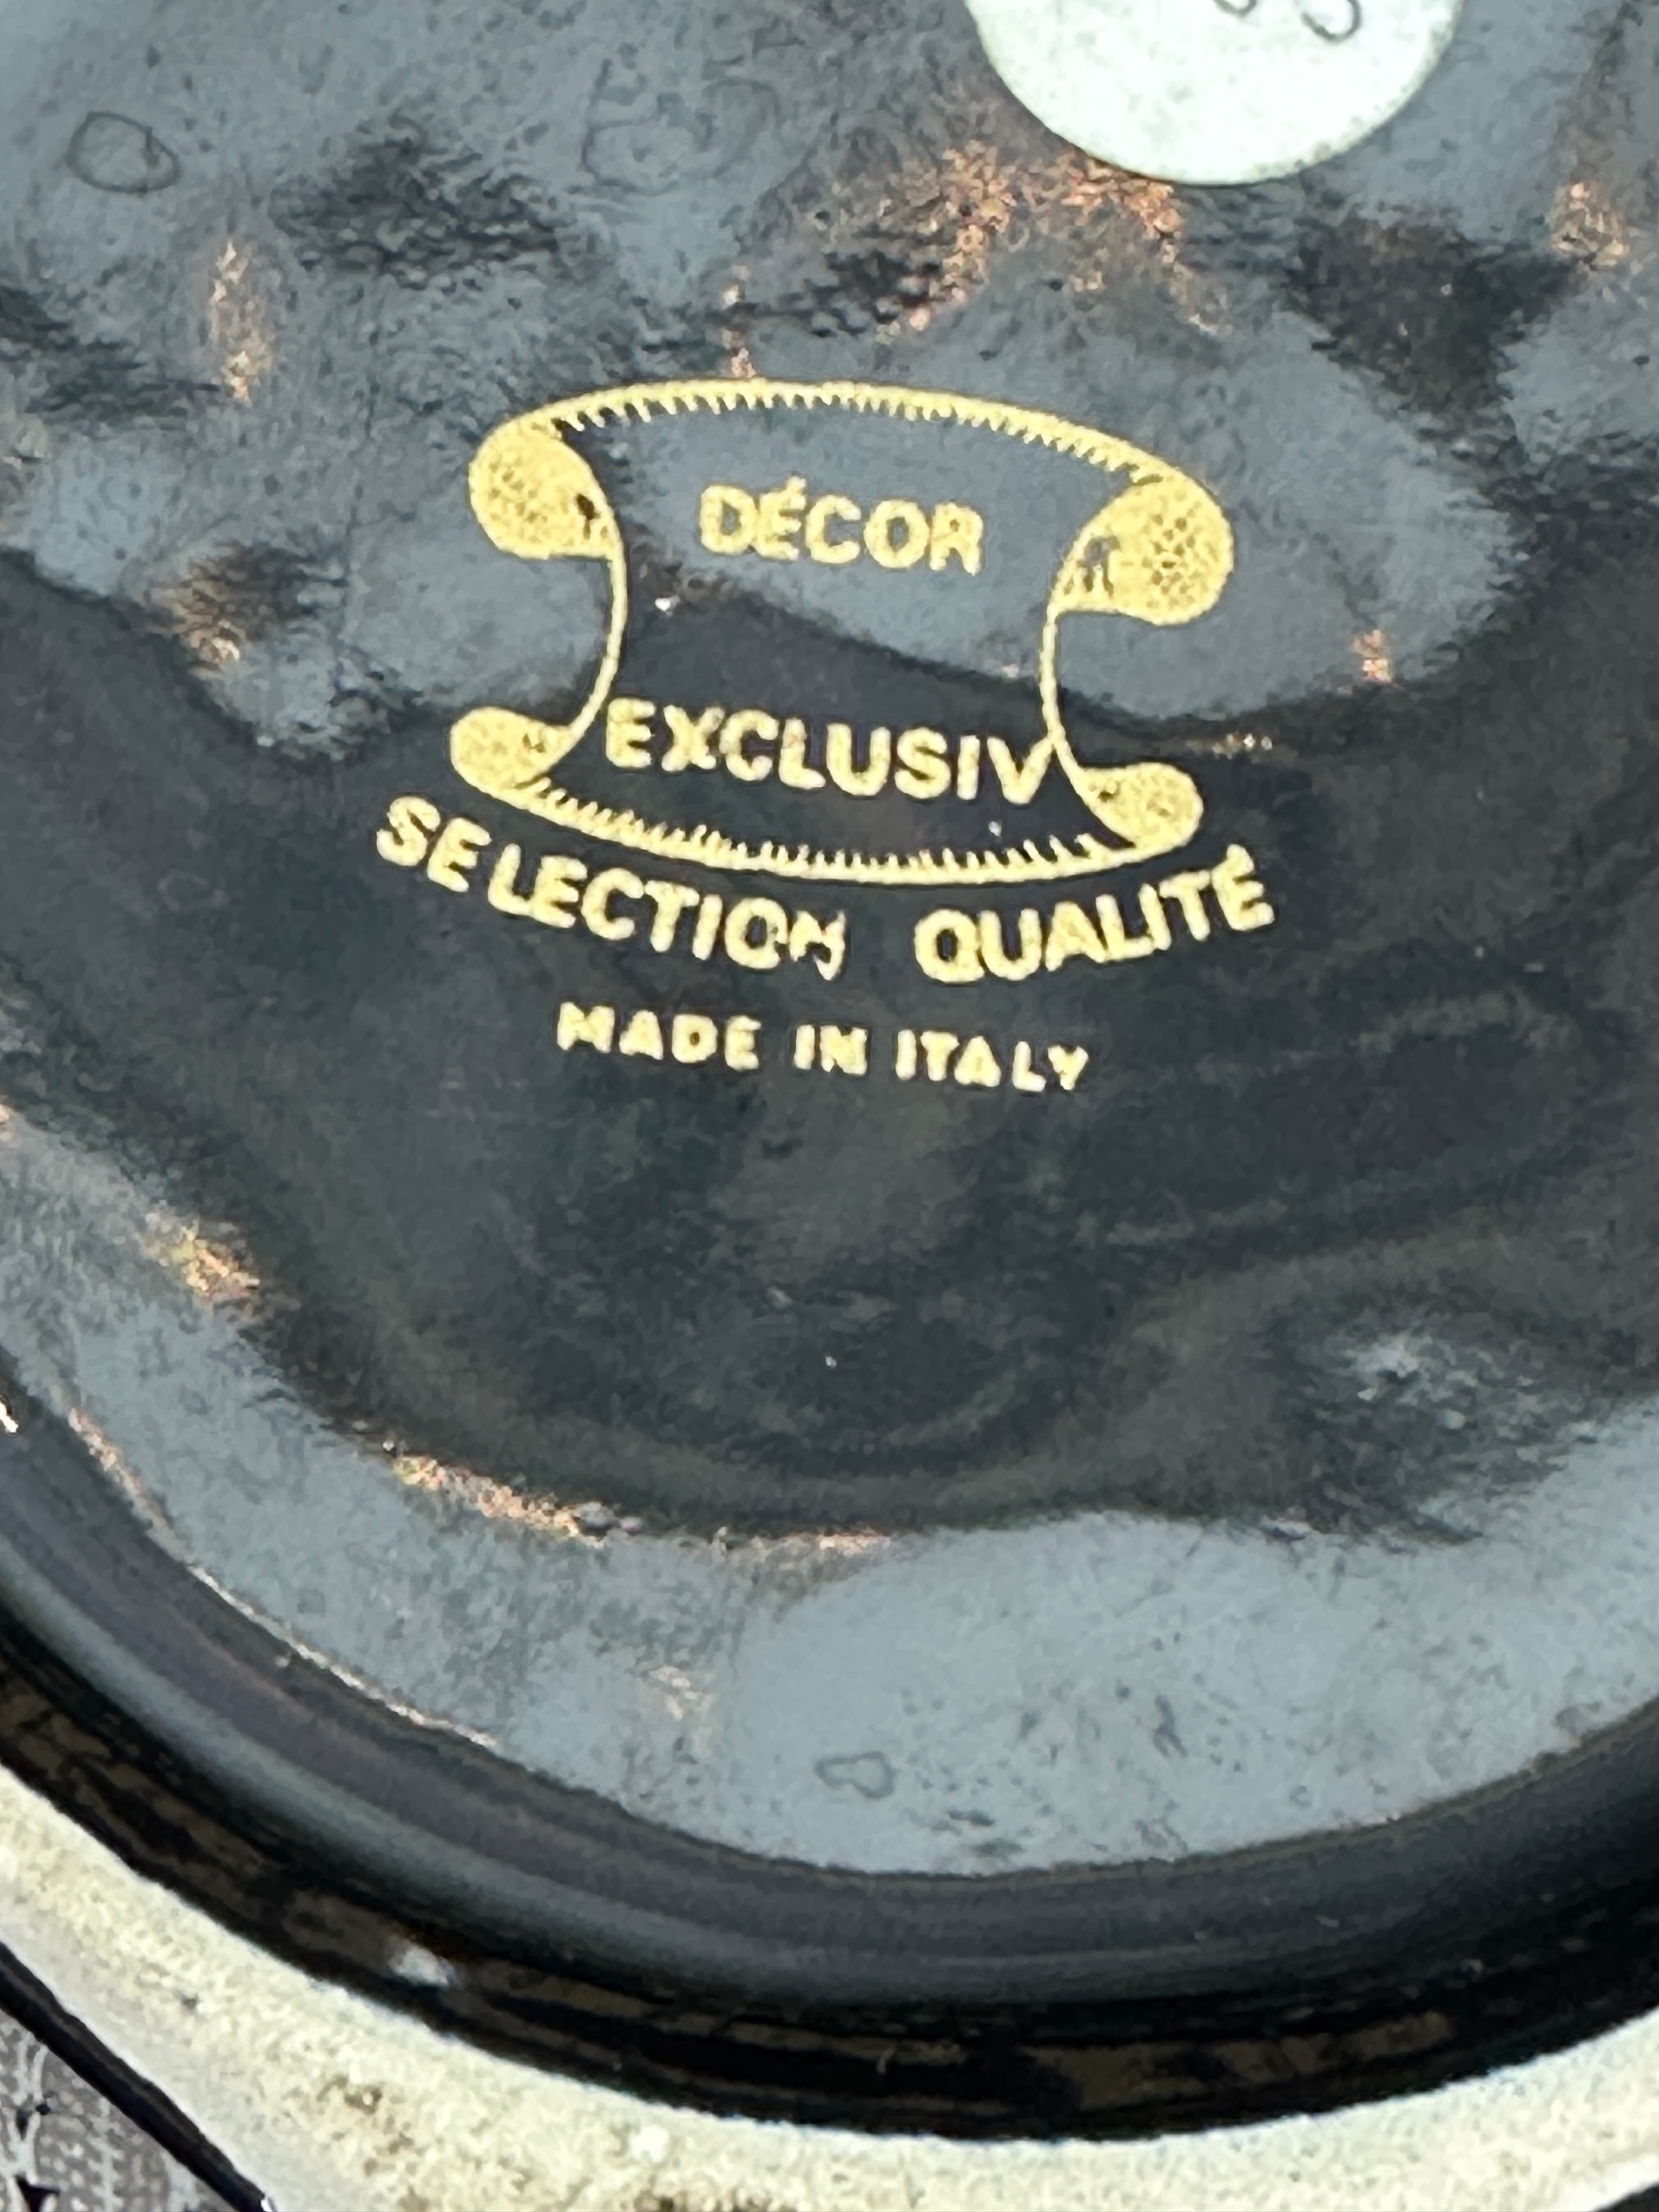 DÉCOR
EXCLUSIV
SELECTION QUALITÉ
MADE IN ITALY